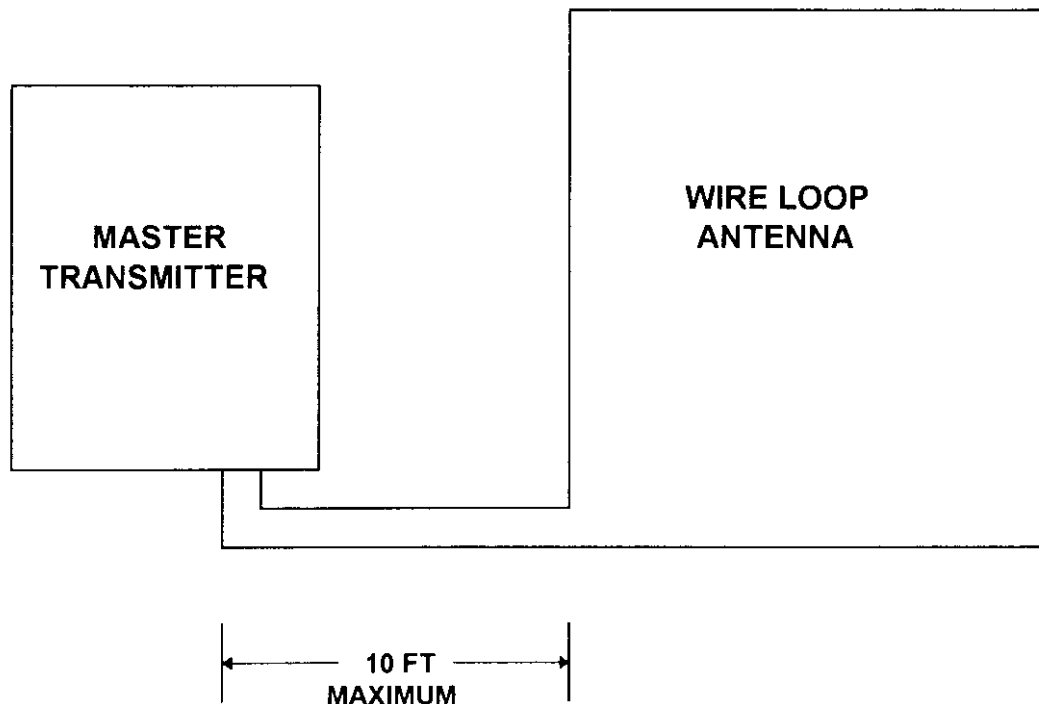 MASTER
TRANSMITTER
WIRE LOOP
ANTENNA
10 FT
MAXIMUM